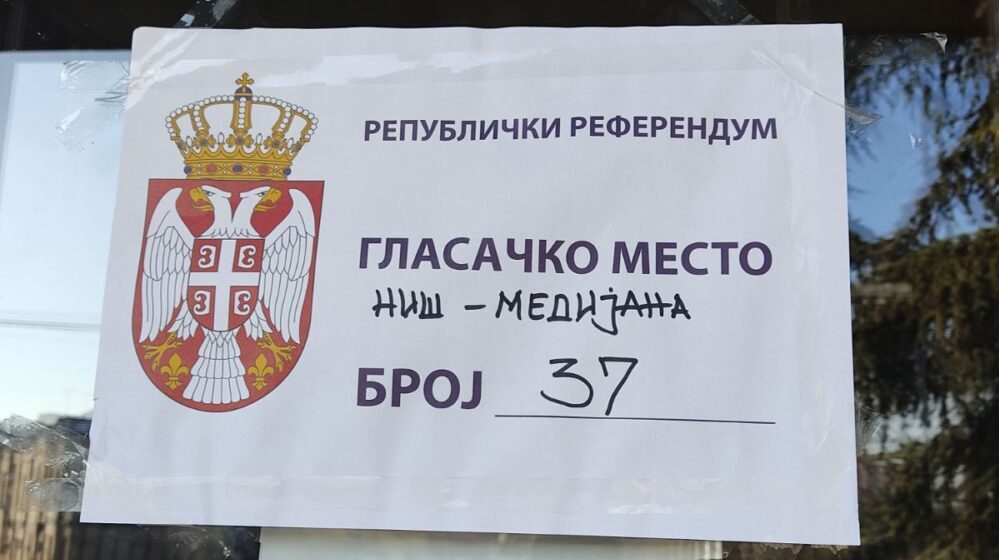 РЕПУБЛИЧКИ РЕФЕРЕНДУМ
ГЛАСАЧКО МЕСТО
НИШ - МЕДИЈАНА
БРОЈ 37